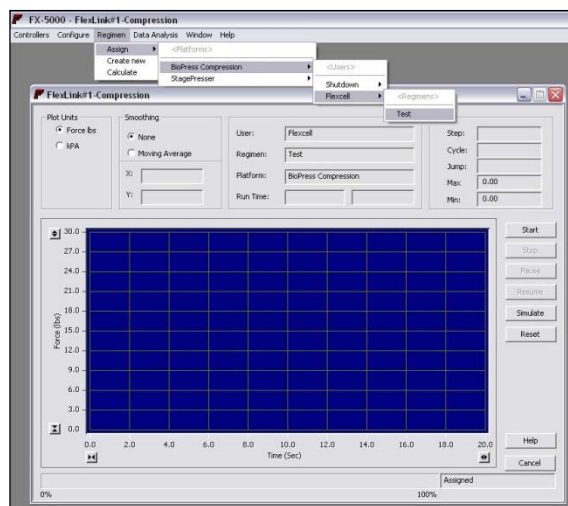 FX-5000 - FlexLink#1-Compression
Controllers Configure Regimen Data Analysis Window Help
Assign
Create new
Calculate
<Platforms>
BioPress Compression
StagePresser
<Users>
Shutdown
Flexcell
<Regimens>
Test
FlexLink#1-Compression
Plot Units
Force lbs
kPA
Smoothing
None
Moving Average
X:
Y:
User: Flexcell
Regimen: Test
Platform: BioPress Compression
Run Time:
Step:
Cycle:
Jump:
Max 0.00
Min: 0.00
Force (lbs)
30.0
27.0
24.0
21.0
18.0
15.0
12.0
9.0
6.0
3.0
0.0
0.0 2.0 4.0 6.0 8.0 10.0 12.0 14.0 16.0 18.0 20.0
Time (Sec)
Start
Stop
Pause
Resume
Simulate
Reset
Help
Cancel
Assigned
0% 100%